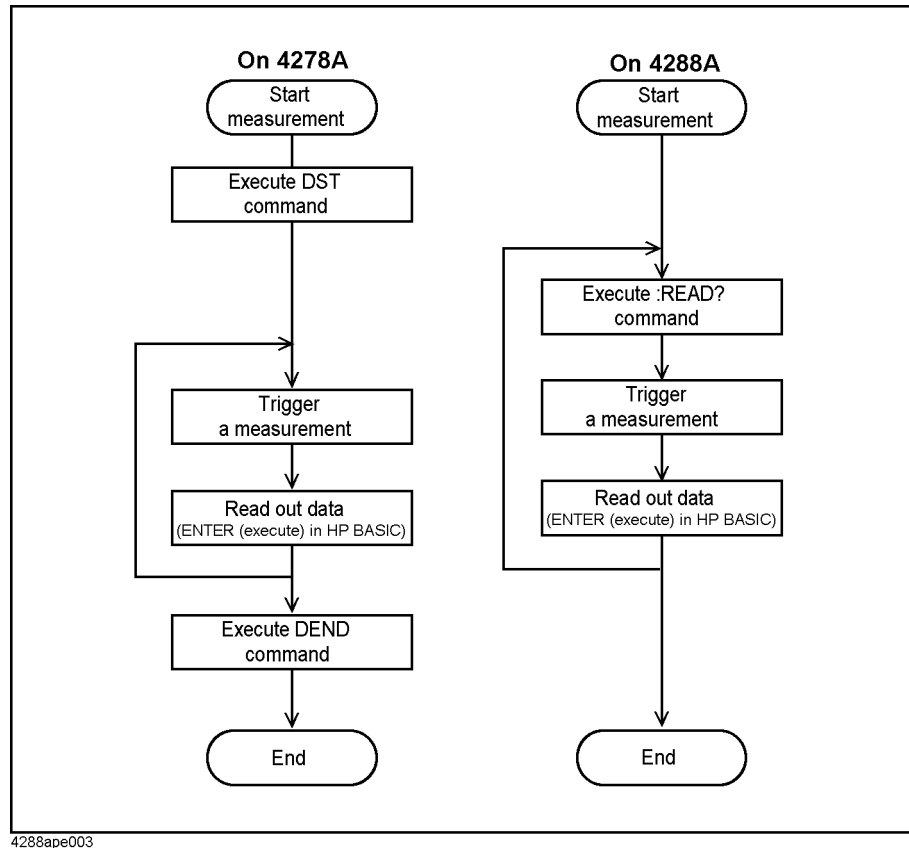 On 4278A
Start
measurement
Execute DST
command
Trigger
a measurement
Read out data
(ENTER (execute) in HP BASIC)
Execute DEND
command
End
On 4288A
Start
measurement
Execute :READ?
command
Trigger
a measurement
Read out data
(ENTER (execute) in HP BASIC)
End
4288ape003